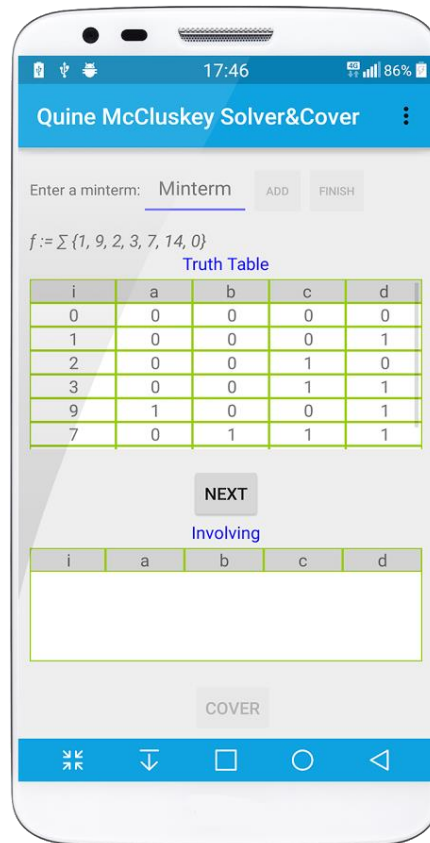 17:46 4G 86%
Quine McCluskey Solver&Cover
Enter a minterm: Minterm ADD FINISH
f := ∑ {1, 9, 2, 3, 7, 14, 0}
Truth Table
i a b c d
0 0 0 0 0
1 0 0 0 1
2 0 0 1 0
3 0 0 1 1
9 1 0 0 1
7 0 1 1 1
NEXT
Involving
i a b c d
COVER